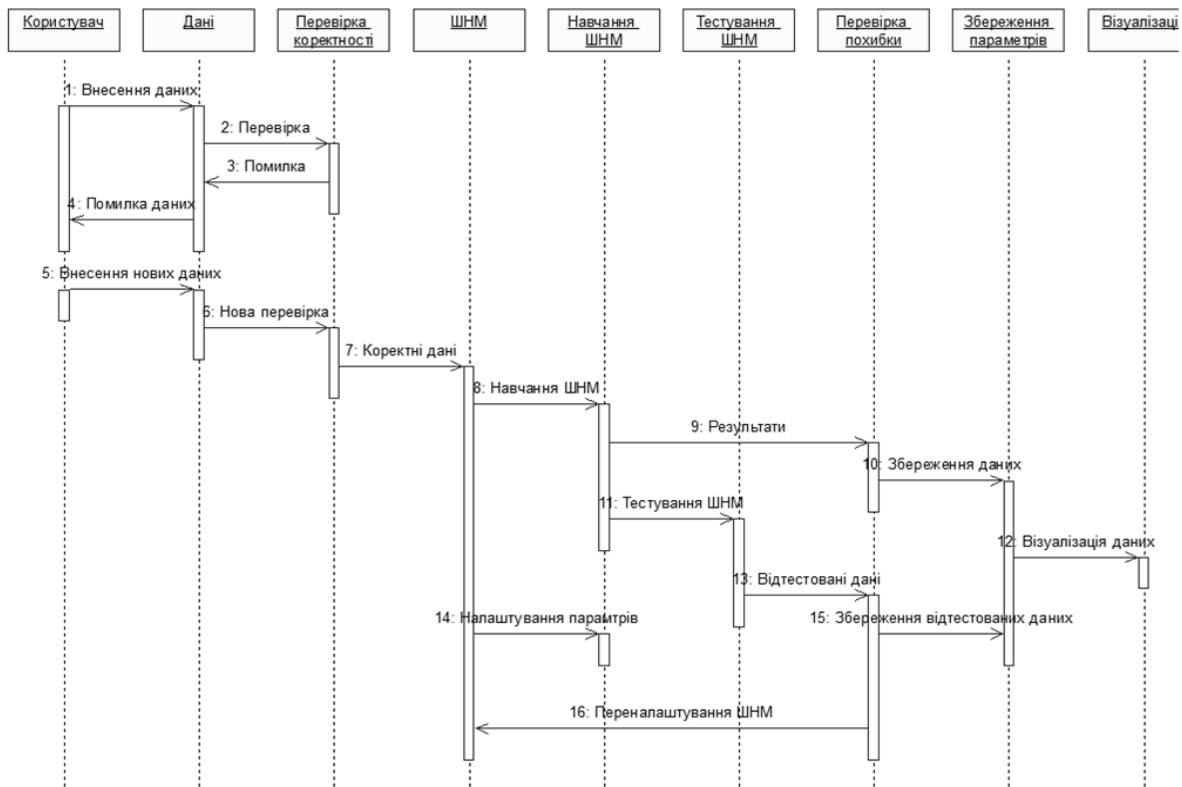 Користувач
Дані
Перевірка
коректності
ШНМ
Навчання
ШНМ
Тестування
ШНМ
Перевірка
похибки
Збереження
параметрів
Візуалізаці
1: Внесення даних
2: Перевірка
3: Помилка
4: Помилка даних
5: Внесення нових даних
6: Нова перевірка
7: Коректні дані
8: Навчання ШНМ
9: Результати
10: Збереження даних
11: Тестування ШНМ
12: Візуалізація даних
13: Відтестовані дані
14: Налаштування парамтрів
15: Збереження відтестованих даних
16: Переналаштування ШНМ